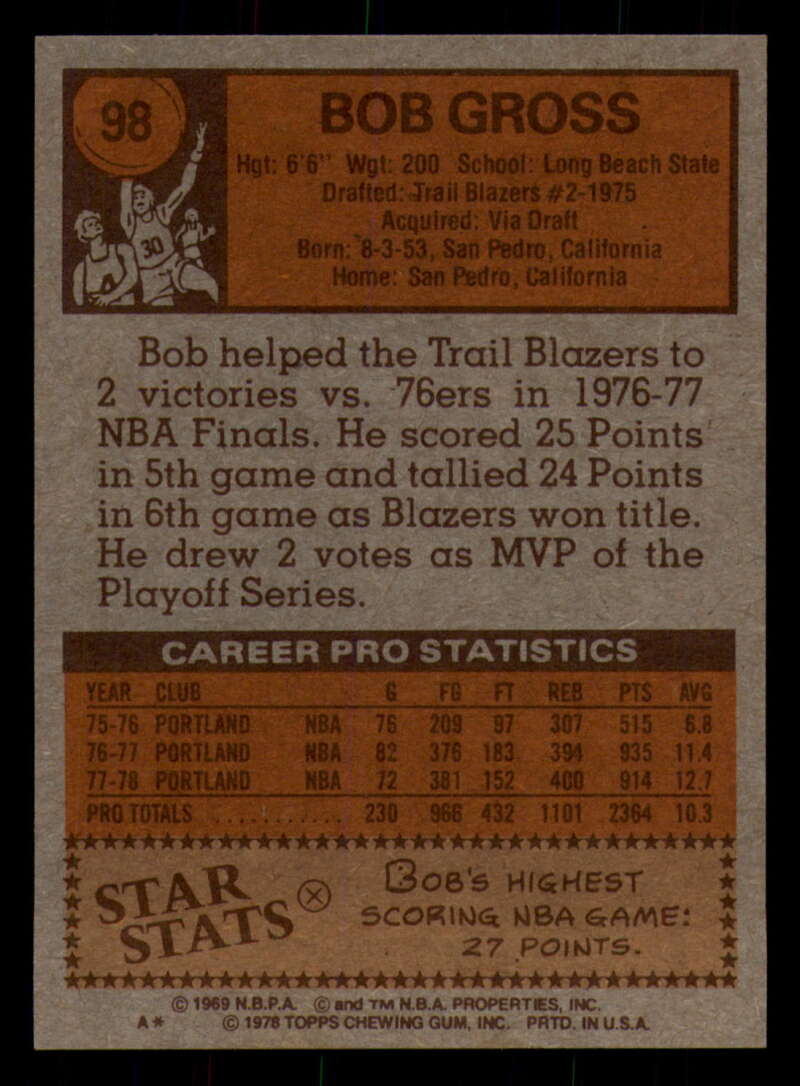 98
BOB GROSS
Hgt: 6'6" Wgt: 200 School: Long Beach State
Drafted: Trail Blazers #2-1975
Acquired: Via Draft
Born: 8-3-53, San Pedro, California
Home: San Pedro, California
30
Bob helped the Trail Blazers to
2 victories vs. 76ers in 1976-77
NBA Finals. He scored 25 Points
in 5th game and tallied 24 Points
in 6th game as Blazers won title.
He drew 2 votes as MVP of the
Playoff Series.
CAREER PRO STATISTICS
YEAR CLUB G FG FT REB PTS AVG
75-76 PORTLAND NBA 76 209 97 307 515 6.8
76-77 PORTLAND NBA 82 376 183 394 935 11.4
77-78 PORTLAND NBA 72 381 152 400 914 12.7
PRO TOTALS ........... 230 966 432 1101 2364 10.3
STAR STATS
BOB'S HIGHEST
SCORING NBA GAME:
27 POINTS.
© 1969 N.B.P.A. © and TM N.B.A. PROPERTIES, INC.
A* © 1978 TOPPS CHEWING GUM, INC. PRTD. IN U.S.A.